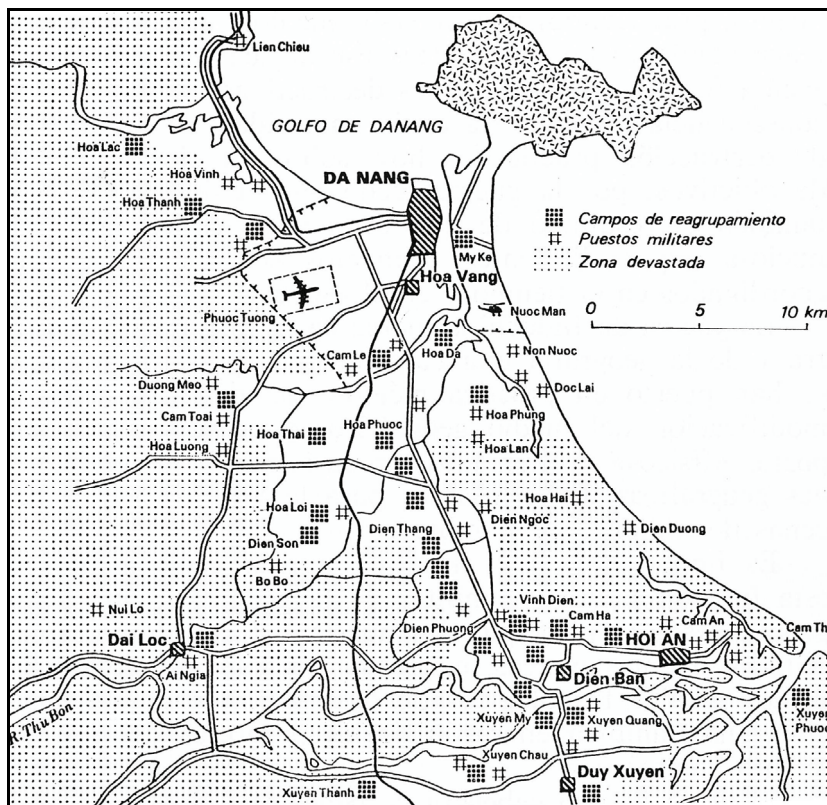 Lien Chieu
GOLFO DE DANANG
Hoa Lac
DA NANG
Hoa Vinh
Hoa Thanh
Campos de reagrupamiento
Puestos militares
My Ke
Zona devastada
Hoa Vang
0 5 10 km
Nuoc Man
Phuoc Tuong
Cam Le
Hoa Da
Non Nuoc
Duong Meo
Doc Lai
Cam Toai
Hoa Phung
Hoa Phuoc
Hoa Thai
Hoa Luong
Hoa Lan
Hoa Hai
Hoa Loi
Dien Ngoc
Dien Thang
Dien Duong
Dien Son
Bo Bo
Nui Lo
Vinh Dien
Cam Ha
Cam An
Dien Phuong
HOI AN
Dai Loc
Cam Th
Ai Ngia
Dien Ban
R. Thu Bon
Xuyen My
Xuyen Quang
Xuyen
Phuoc
Xuyen Chau
Duy Xuyen
Xuyen Thanh